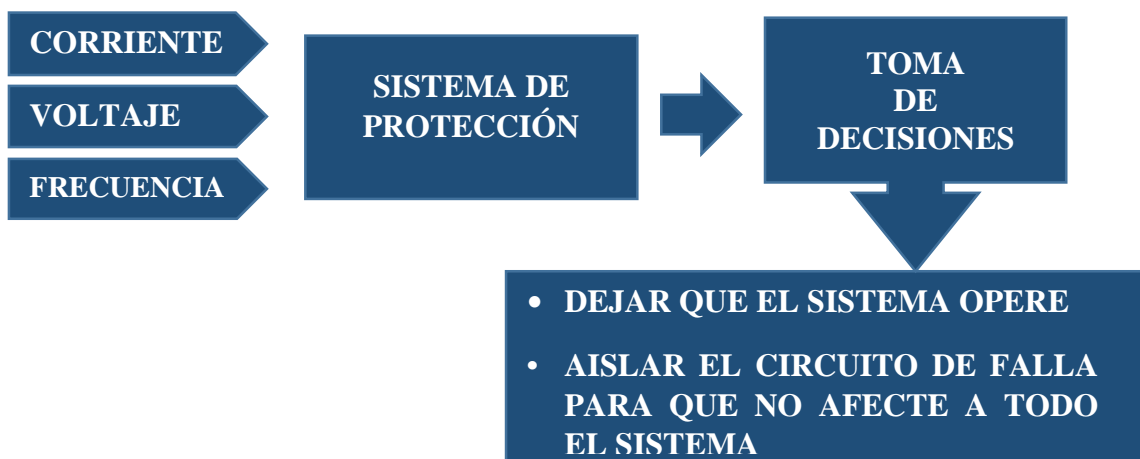 CORRIENTE
VOLTAJE
FRECUENCIA
SISTEMA DE
PROTECCIÓN
TOMA
DE
DECISIONES
• DEJAR QUE EL SISTEMA OPERE
• AISLAR EL CIRCUITO DE FALLA
PARA QUE NO AFECTE A TODO
EL SISTEMA